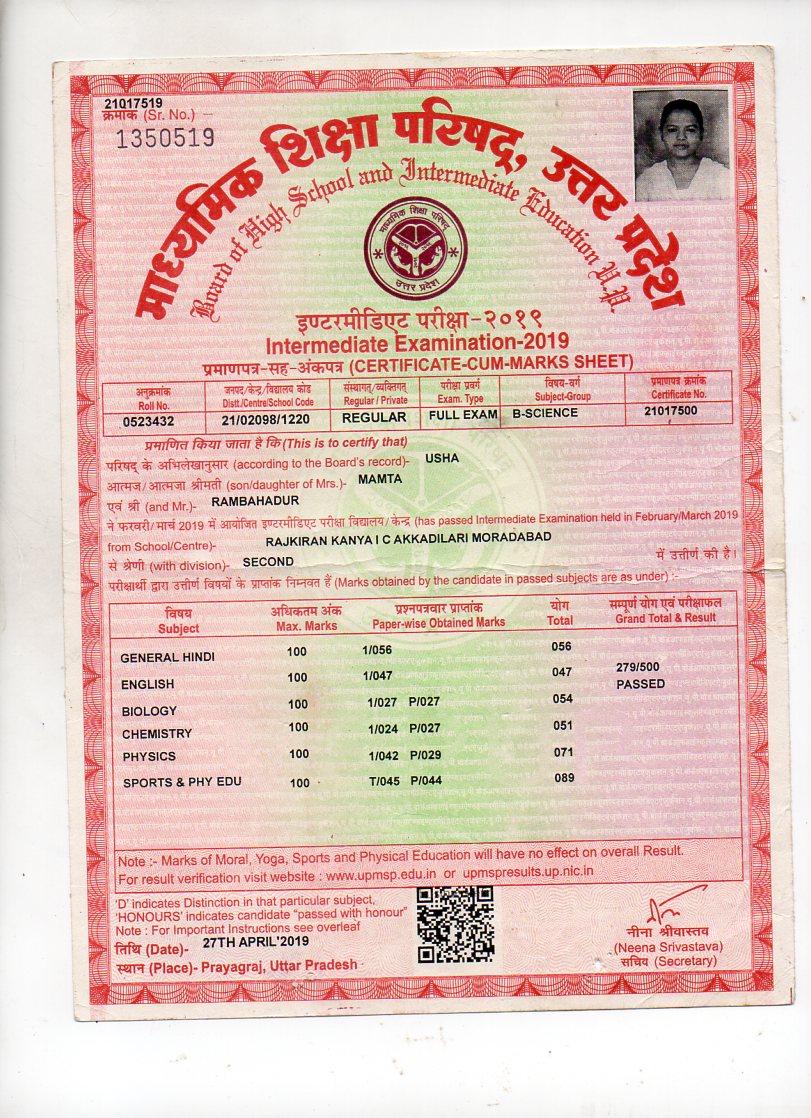 21017519
क्रमांक (Sr. No.) –
1350519
माध्यमिक शिक्षा परिषद्, उत्तर प्रदेश
Board of High School and Intermediate Education U.P.
माध्यमिक शिक्षा परिषद्
उत्तर प्रदेश
इण्टरमीडिएट परीक्षा-२०१९
Intermediate Examination-2019
प्रमाणपत्र-सह-अंकपत्र (CERTIFICATE-CUM-MARKS SHEET)
अनुक्रमांक जनपद/केन्द्र/विद्यालय कोड संस्थागत/व्यक्तिगत परीक्षा प्रवर्ग विषय-वर्ग प्रमाणपत्र क्रमांक
Roll No. Distt./Centre/School Code Regular / Private Exam. Type Subject-Group Certificate No.
0523432 21/02098/1220 REGULAR FULL EXAM B-SCIENCE 21017500
प्रमाणित किया जाता है कि (This is to certify that)
परिषद् के अभिलेखानुसार (according to the Board's record)- USHA
आत्मज/आत्मजा श्रीमती (son/daughter of Mrs.)- MAMTA
एवं श्री (and Mr.)- RAMBAHADUR
ने फरवरी/मार्च 2019 में आयोजित इण्टरमीडिएट परीक्षा विद्यालय/केन्द्र (has passed Intermediate Examination held in February/March 2019
from School/Centre)- RAJKIRAN KANYA I C AKKADILARI MORADABAD
से श्रेणी (with division)- SECOND में उत्तीर्ण की है।
परीक्षार्थी द्वारा उत्तीर्ण विषयों के प्राप्तांक निम्नवत हैं (Marks obtained by the candidate in passed subjects are as under) :-
विषय अधिकतम अंक प्रश्नपत्रवार प्राप्तांक योग सम्पूर्ण योग एवं परीक्षाफल
Subject Max. Marks Paper-wise Obtained Marks Total Grand Total & Result
GENERAL HINDI 100 1/056 056
279/500
ENGLISH 100 1/047 047
PASSED
BIOLOGY 100 1/027 P/027 054
CHEMISTRY 100 1/024 P/027 051
PHYSICS 100 1/042 P/029 071
SPORTS & PHY EDU 100 T/045 P/044 089
Note :- Marks of Moral, Yoga, Sports and Physical Education will have no effect on overall Result.
For result verification visit website : www.upmsp.edu.in or upmspresults.up.nic.in
'D' indicates Distinction in that particular subject,
'HONOURS' indicates candidate "passed with honour"
Note : For Important Instructions see overleaf
तिथि (Date)- 27TH APRIL'2019
स्थान (Place)- Prayagraj, Uttar Pradesh
नीना श्रीवास्तव
(Neena Srivastava)
सचिव (Secretary)